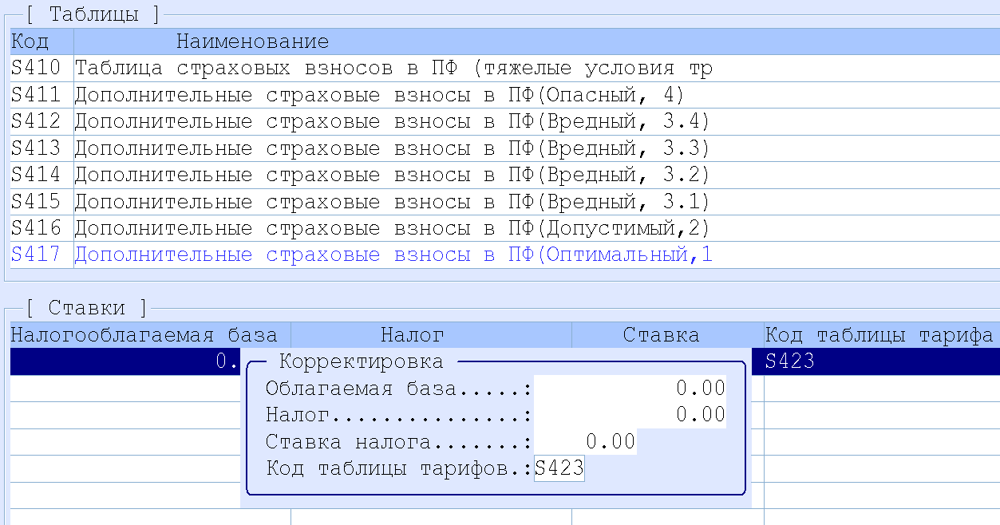 [ Таблицы ]
Код Наименование
S410 Таблица страховых взносов в ПФ (тяжелые условия тр
S411 Дополнительные страховые взносы в ПФ(Опасный, 4)
S412 Дополнительные страховые взносы в ПФ(Вредный, 3.4)
S413 Дополнительные страховые взносы в ПФ(Вредный, 3.3)
S414 Дополнительные страховые взносы в ПФ(Вредный, 3.2)
S415 Дополнительные страховые взносы в ПФ(Вредный, 3.1)
S416 Дополнительные страховые взносы в ПФ(Допустимый,2)
S417 Дополнительные страховые взносы в ПФ(Оптимальный,1
[ Ставки ]
Налогооблагаемая база Налог Ставка Код таблицы тарифа
0. S423
Корректировка
Облагаемая база.....: 0.00
Налог...............: 0.00
Ставка налога.......: 0.00
Код таблицы тарифов.:S423